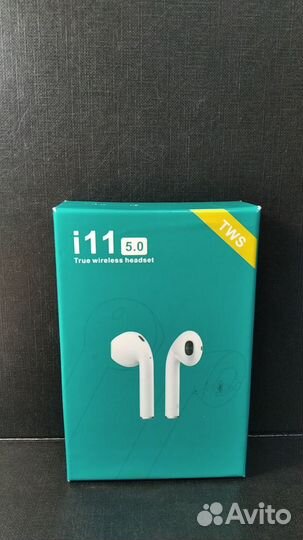 i11 5.0
True wireless headset
TWS
Avito